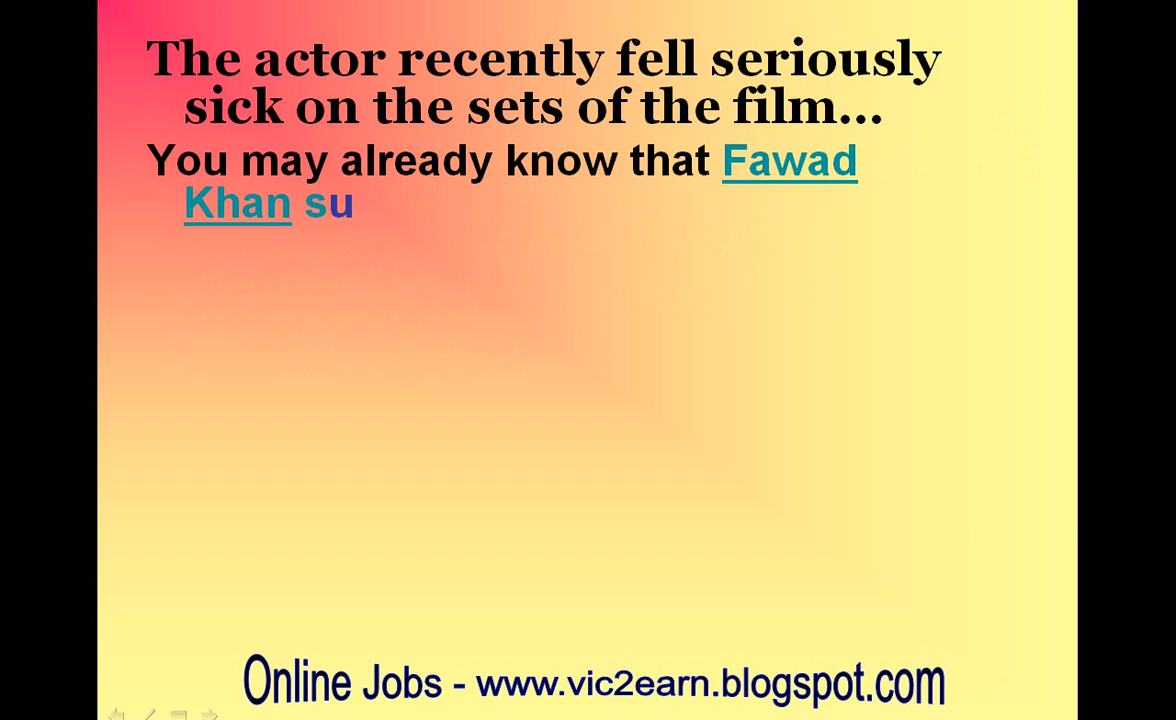 The actor recently fell seriously
sick on the sets of the film...
You may already know that Fawad
Khan su
Online Jobs - www.vic2earn.blogspot.com